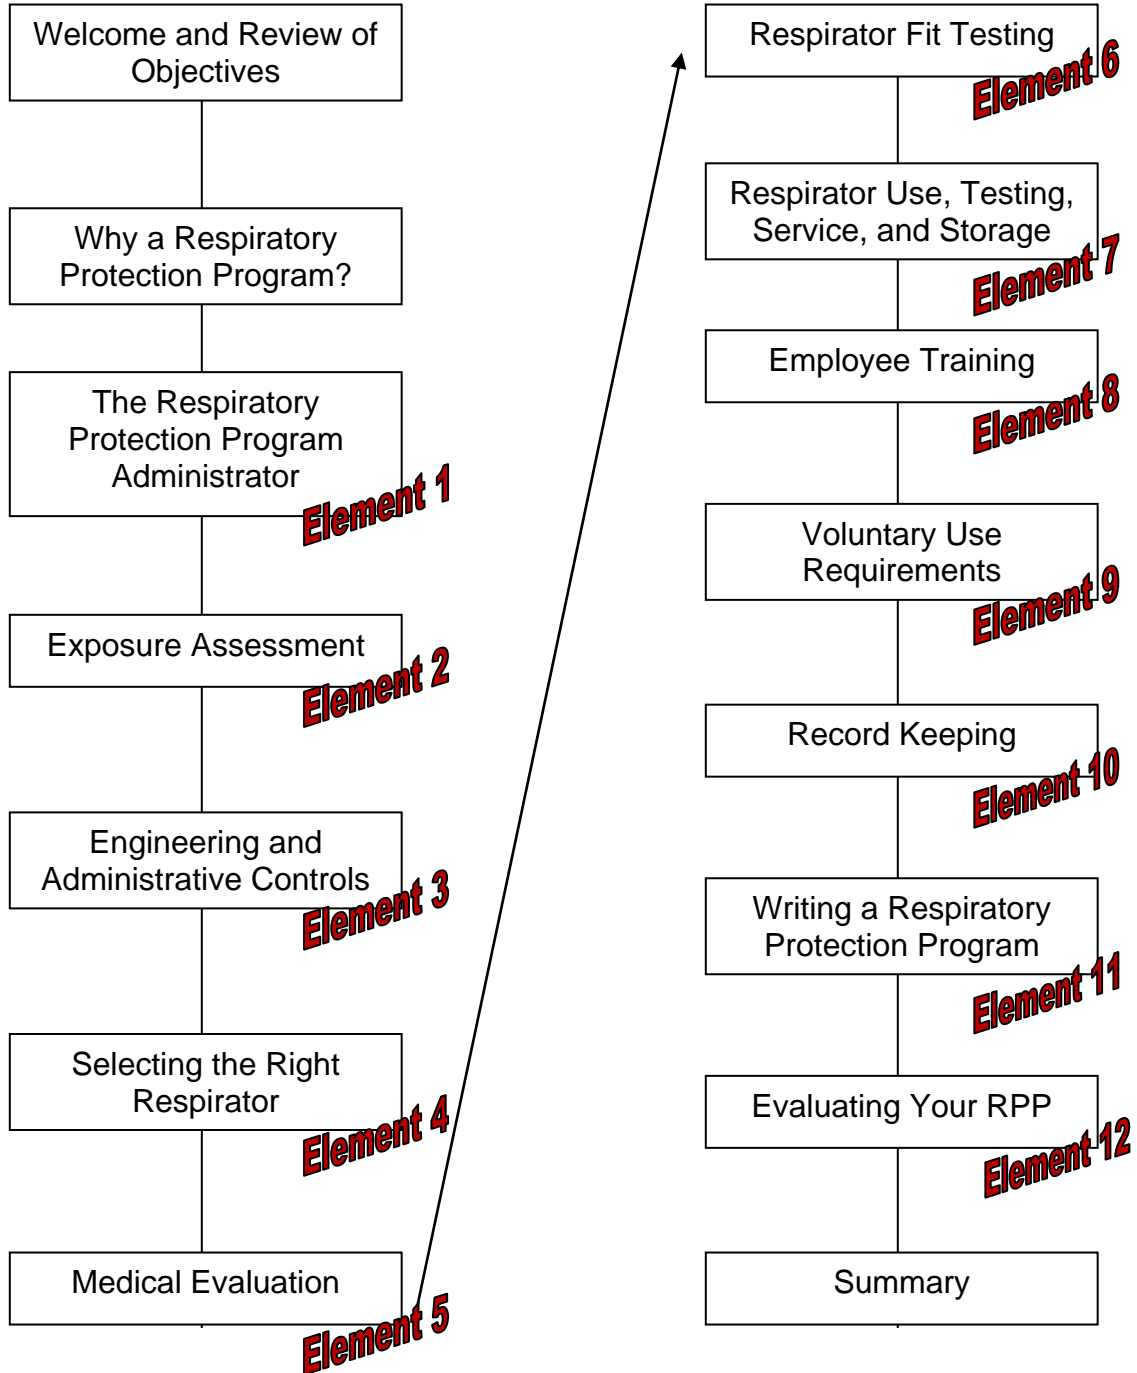 Welcome and Review of
Objectives
Why a Respiratory
Protection Program?
The Respiratory
Protection Program
Administrator
Element 1
Exposure Assessment
Element 2
Engineering and
Administrative Controls
Element 3
Selecting the Right
Respirator
Element 4
Medical Evaluation
Element 5
Respirator Fit Testing
Element 6
Respirator Use, Testing,
Service, and Storage
Element 7
Employee Training
Element 8
Voluntary Use
Requirements
Element 9
Record Keeping
Element 10
Writing a Respiratory
Protection Program
Element 11
Evaluating Your RPP
Element 12
Summary